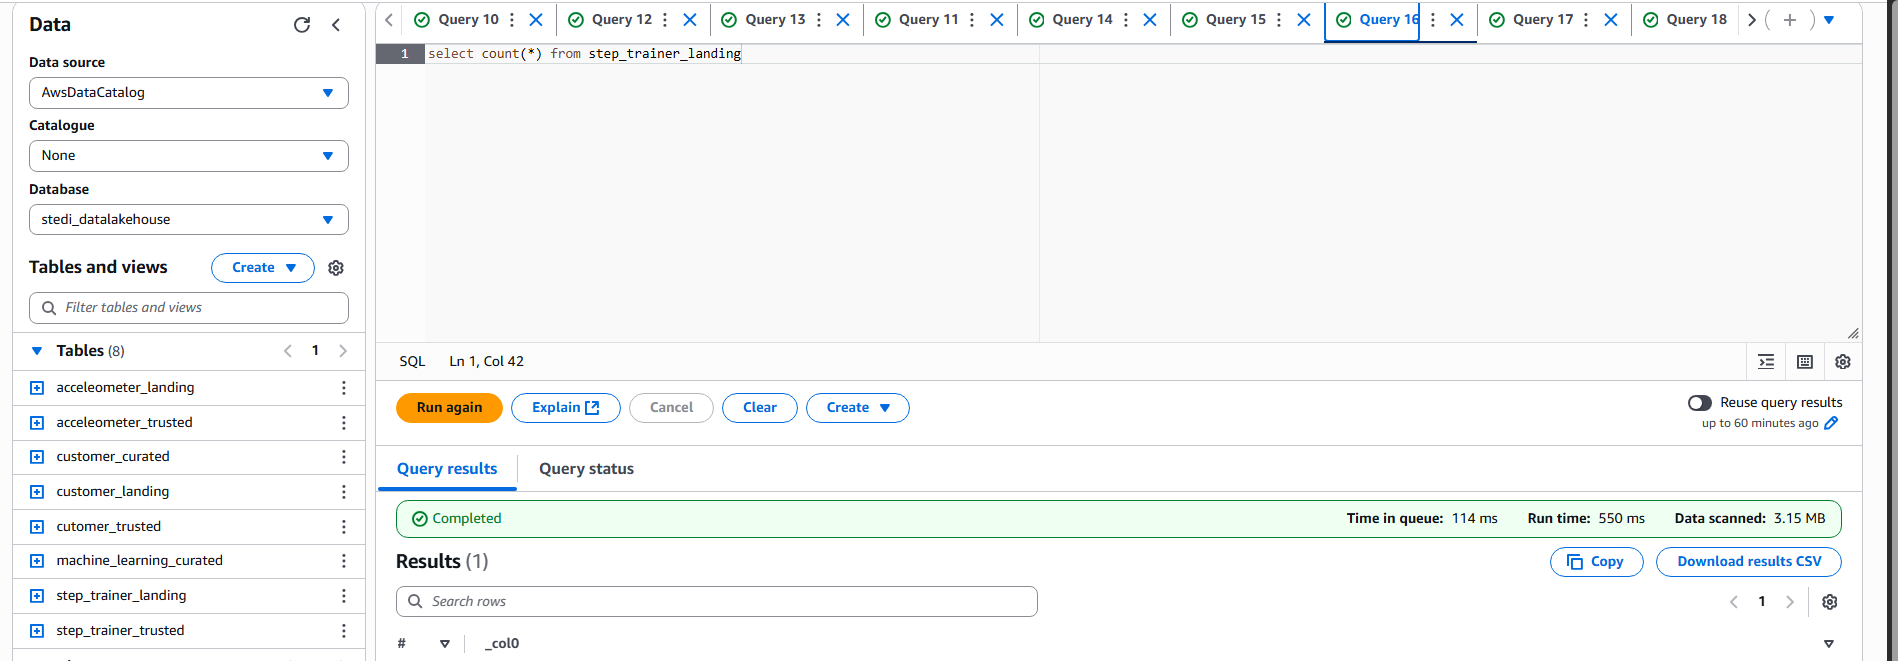 Data
Data source
AwsDataCatalog
Catalogue
None
Database
stedi_datalakehouse
Tables and views
Create
Filter tables and views
Tables (8)
1
acceleometer_landing
acceleometer_trusted
customer_curated
customer_landing
cutomer_trusted
machine_learning_curated
step_trainer_landing
step_trainer_trusted
Query 10
Query 12
Query 13
Query 11
Query 14
Query 15
Query 16
Query 17
Query 18
1 select count(*) from step_trainer_landing
SQL Ln 1, Col 42
Run again
Explain
Cancel
Clear
Create
Reuse query results
up to 60 minutes ago
Query results
Query status
Completed
Time in queue: 114 ms
Run time: 550 ms
Data scanned: 3.15 MB
Results (1)
Copy
Download results CSV
Search rows
1
# _col0